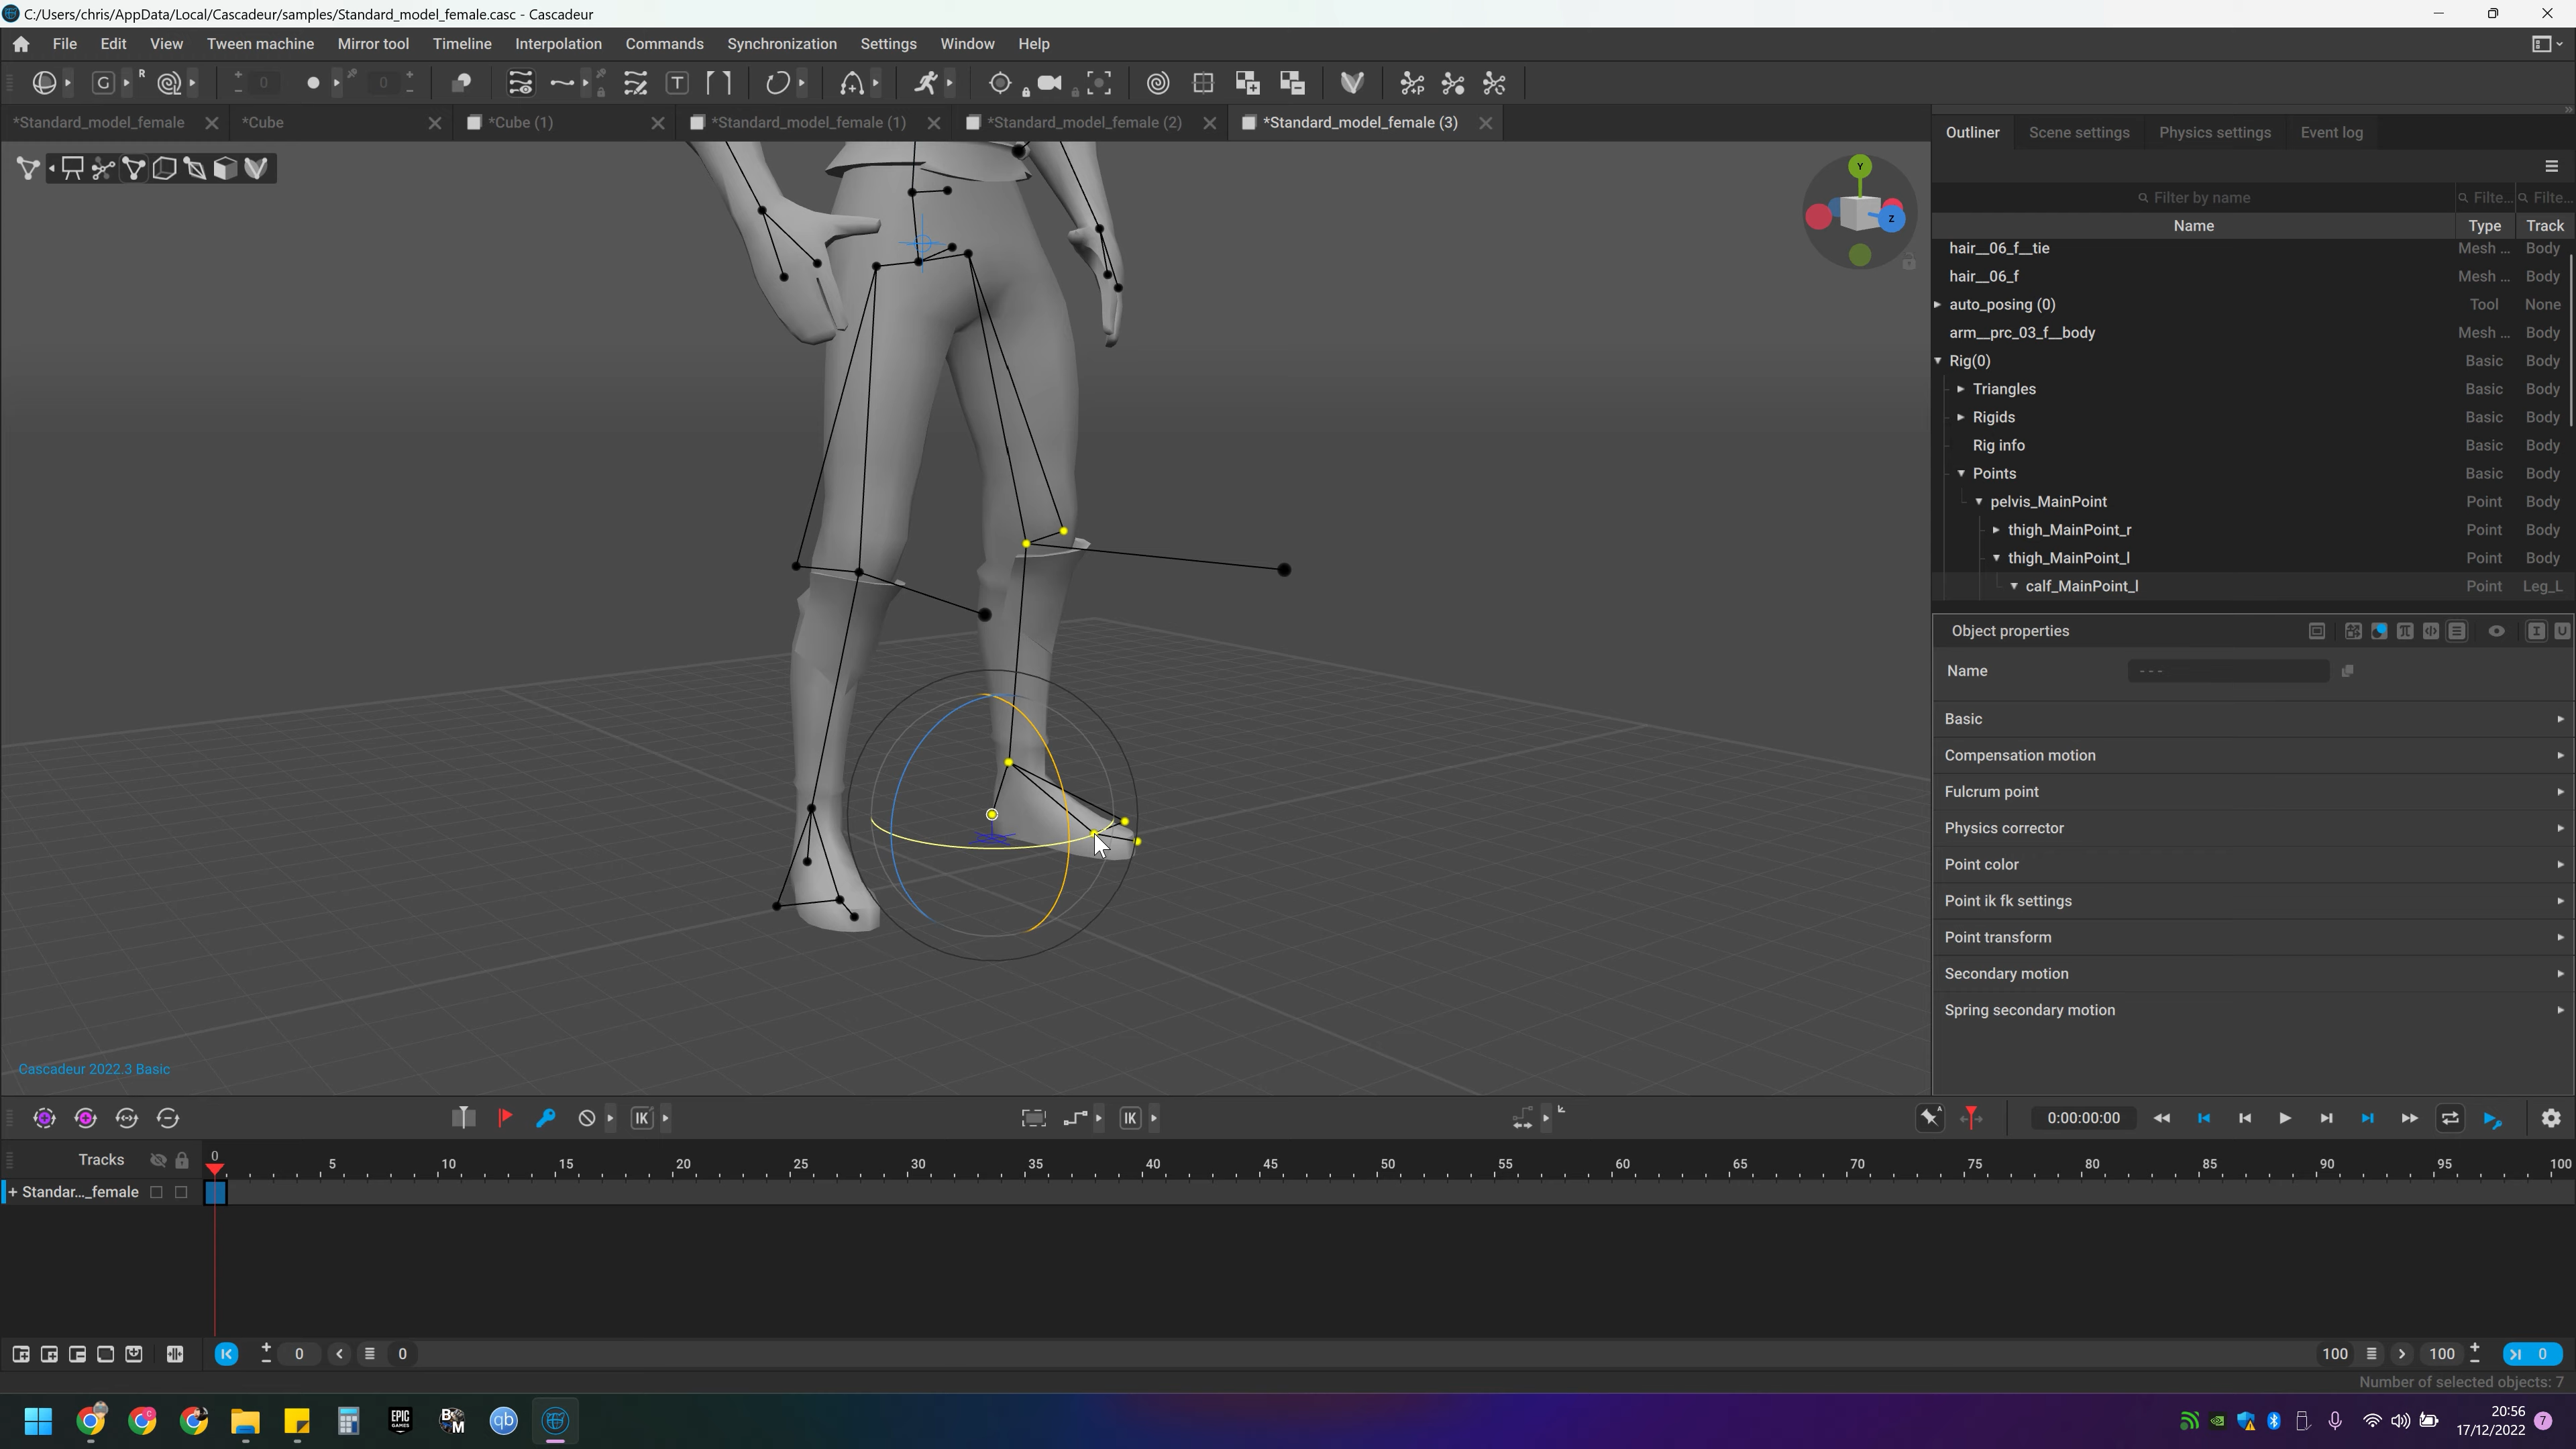 C:/Users/chris/AppData/Local/Cascadeur/samples/Standard_model_female.casc - Cascadeur
File Edit View Tween machine Mirror tool Timeline Interpolation Commands Synchronization Settings Window Help
G R 0 0 T P
*Standard_model_female *Cube *Cube (1) *Standard_model_female (1) *Standard_model_female (2) *Standard_model_female (3)
Outliner Scene settings Physics settings Event log
Filter by name Filte... Filte...
Name Type Track
hair__06_f__tie Mesh ... Body
hair__06_f Mesh ... Body
auto_posing (0) Tool None
arm__prc_03_f__body Mesh ... Body
Rig(0) Basic Body
Triangles Basic Body
Rigids Basic Body
Rig info Basic Body
Points Basic Body
pelvis_MainPoint Point Body
thigh_MainPoint_r Point Body
thigh_MainPoint_l Point Body
calf_MainPoint_l Point Leg_L
Y
Z
Object properties
Name ---
Basic
Compensation motion
Fulcrum point
Physics corrector
Point color
Point ik fk settings
Point transform
Secondary motion
Spring secondary motion
Cascadeur 2022.3 Basic
IK IK A 0:00:00:00
Tracks 0 5 10 15 20 25 30 35 40 45 50 55 60 65 70 75 80 85 90 95 100
+ Standar..._female
0 0 100 100 0
Number of selected objects: 7
EPIC GAMES B M qb
20:56
17/12/2022 7